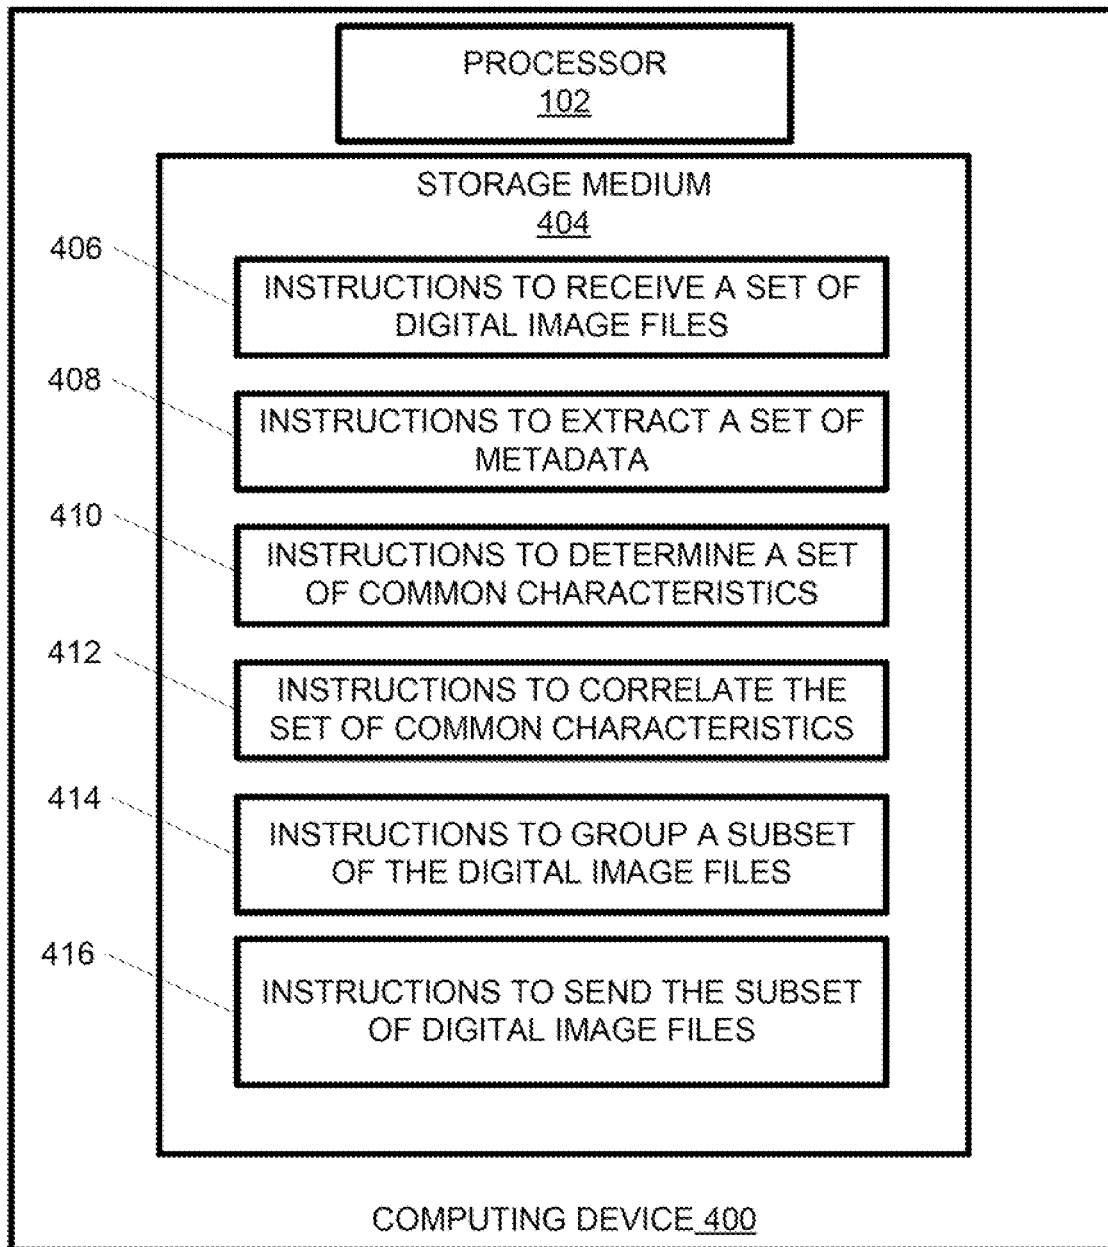 PROCESSOR
102
STORAGE MEDIUM
404
406
INSTRUCTIONS TO RECEIVE A SET OF
DIGITAL IMAGE FILES
408
INSTRUCTIONS TO EXTRACT A SET OF
METADATA
410
INSTRUCTIONS TO DETERMINE A SET
OF COMMON CHARACTERISTICS
412
INSTRUCTIONS TO CORRELATE THE
SET OF COMMON CHARACTERISTICS
414
INSTRUCTIONS TO GROUP A SUBSET
OF THE DIGITAL IMAGE FILES
416
INSTRUCTIONS TO SEND THE SUBSET
OF DIGITAL IMAGE FILES
COMPUTING DEVICE 400